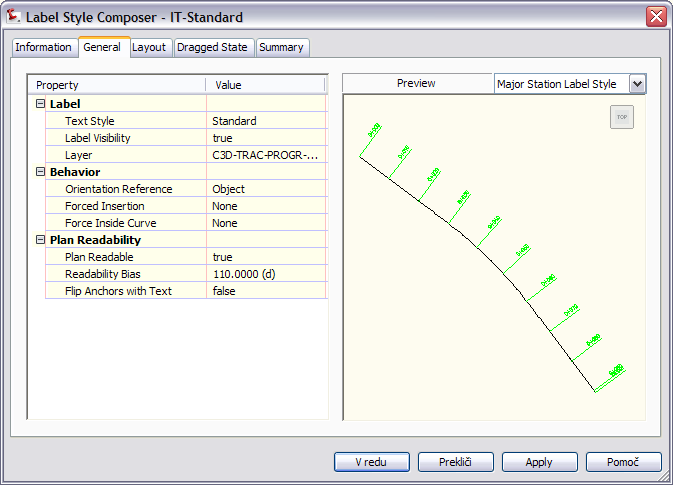 Label Style Composer - IT-Standard
Information General Layout Dragged State Summary
Property Value
Label
Text Style Standard
Label Visibility true
Layer C3D-TRAC-PROGR-...
Behavior
Orientation Reference Object
Forced Insertion None
Force Inside Curve None
Plan Readability
Plan Readable true
Readability Bias 110.0000 (d)
Flip Anchors with Text false
Preview Major Station Label Style
TOP
V redu Prekliči Apply Pomoč